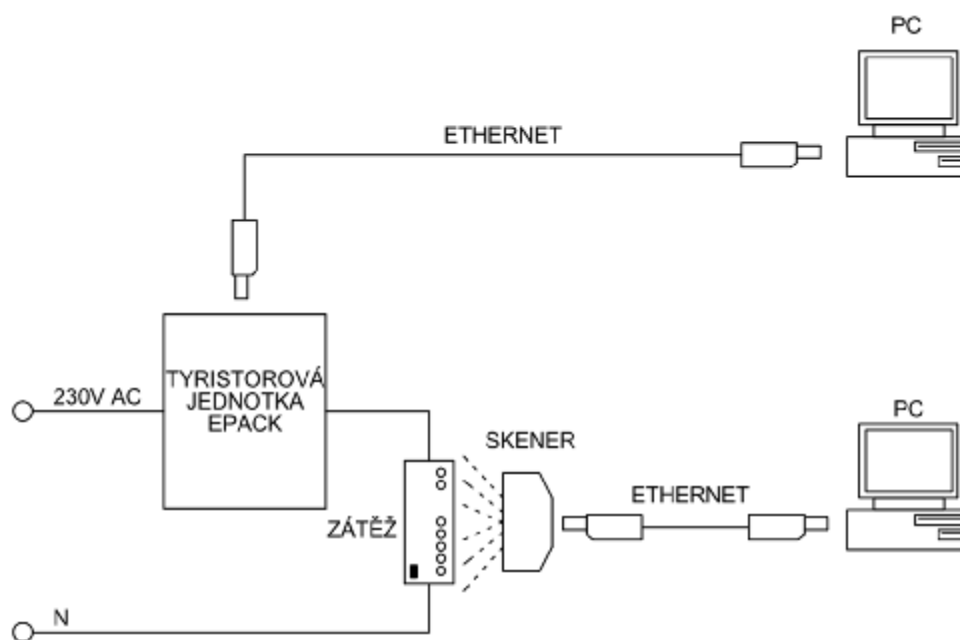 PC
ETHERNET
TYRISTOROVÁ
JEDNOTKA
EPACK
230V AC
PC
SKENER
ETHERNET
ZÁTĚŽ
N